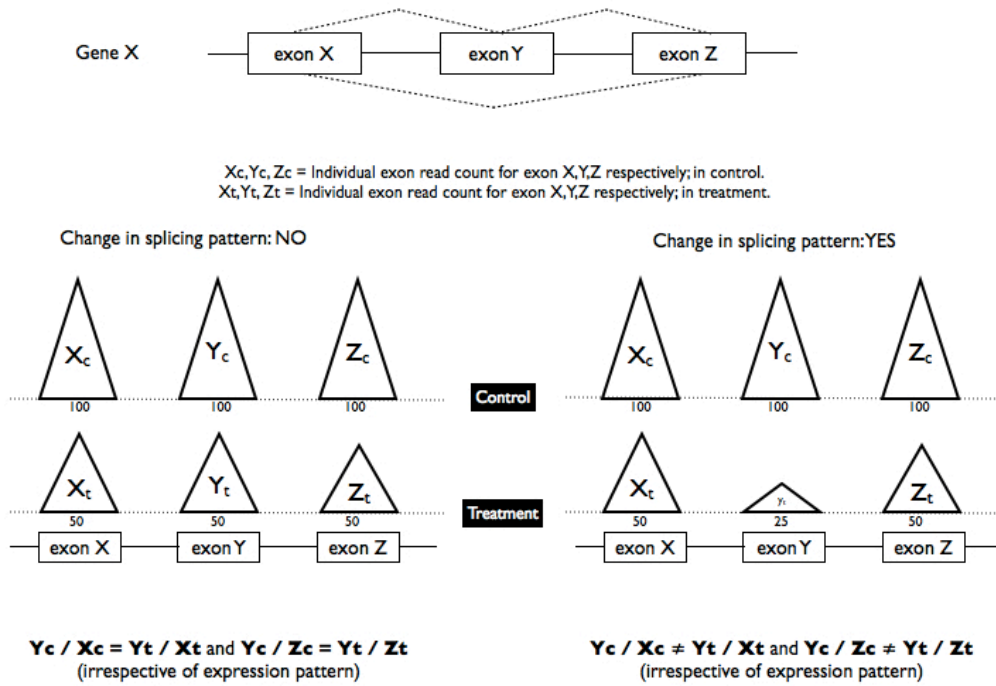 Gene X
exon X
exon Y
exon Z
Xc, Yc, Zc = Individual exon read count for exon X,Y,Z respectively; in control.
Xt, Yt, Zt = Individual exon read count for exon X,Y,Z respectively; in treatment.
Change in splicing pattern: NO
Change in splicing pattern:YES
Xc
Yc
Zc
Xc
Yc
Zc
100
100
100
Control
100
100
100
Xt
Yt
Zt
Xt
Yt
Zt
50
50
50
Treatment
50
25
50
exon X
exon Y
exon Z
exon X
exon Y
exon Z
Yc / Xc = Yt / Xt and Yc / Zc = Yt / Zt
(irrespective of expression pattern)
Yc / Xc ≠ Yt / Xt and Yc / Zc ≠ Yt / Zt
(irrespective of expression pattern)